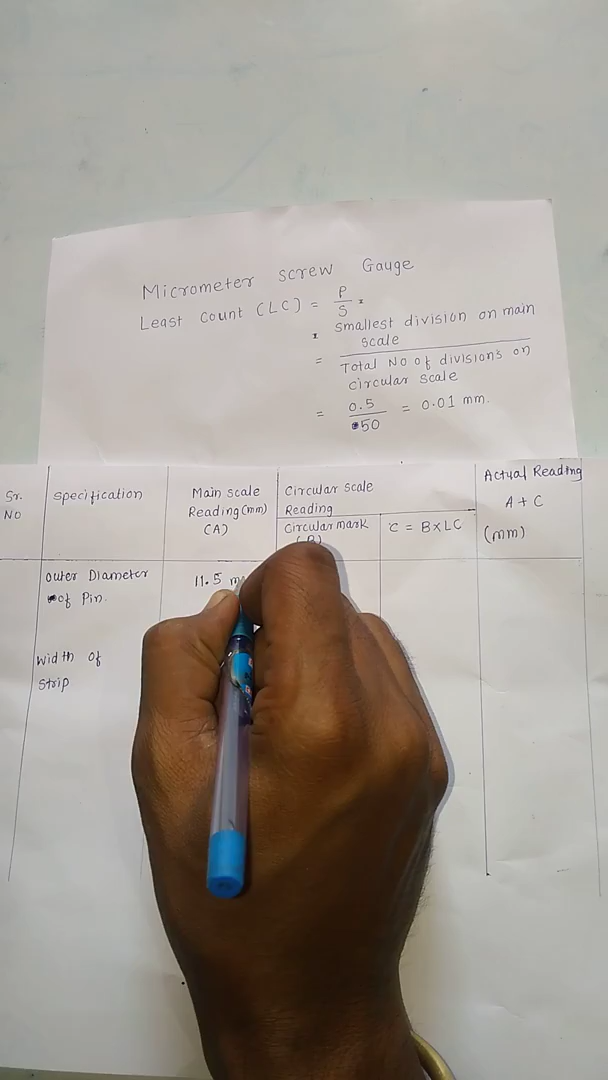 Micrometer screw Gauge
Least count (LC) = P
S
= smallest division on main
scale
Total No of divisions on
circular scale
= 0.5 = 0.01 mm.
50
Sr.
NO
Specification
Main scale
Reading (mm)
(A)
Circular Scale
Reading
Circular mark
(B)
C = B×LC
Actual Reading
A + C
(mm)
Outer Diameter
of Pin.
11.5 m
Width of
Strip